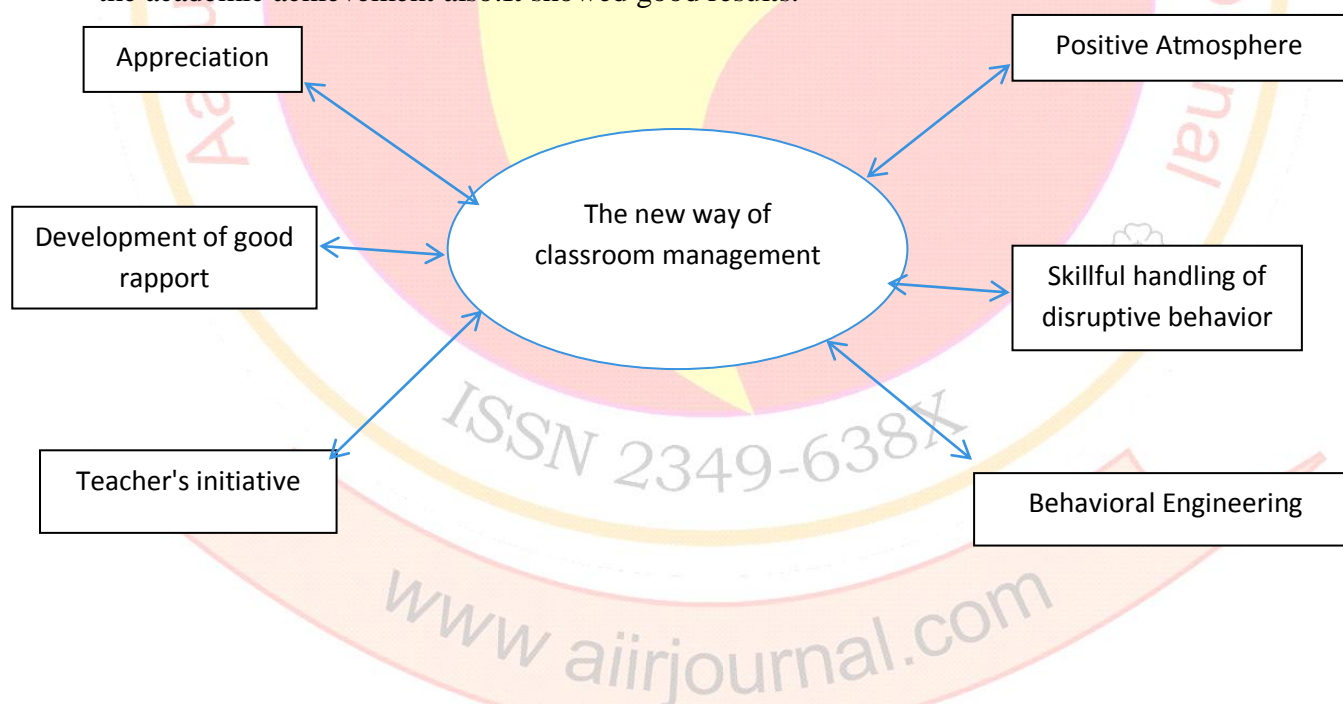 the academic achievement also.It showed good results.
Appreciation
Positive Atmosphere
The new way of
classroom management
Development of good
rapport
Skillful handling of
disruptive behavior
Teacher's initiative
Behavioral Engineering
ISSN 2349-638X
www aiirjournal.com